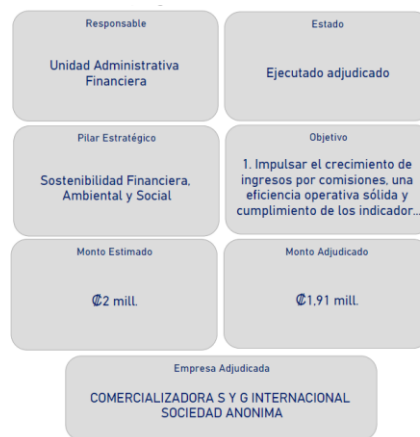 Responsable
Unidad Administrativa
Financiera
Estado
Ejecutado adjudicado
Pilar Estratégico
Sostenibilidad Financiera,
Ambiental y Social
Objetivo
1. Impulsar el crecimiento de
ingresos por comisiones, una
eficiencia operativa sólida y
cumplimiento de los indicador...
Monto Estimado
₡2 mill.
Monto Adjudicado
₡1,91 mill.
Empresa Adjudicada
COMERCIALIZADORA S Y G INTERNACIONAL
SOCIEDAD ANONIMA